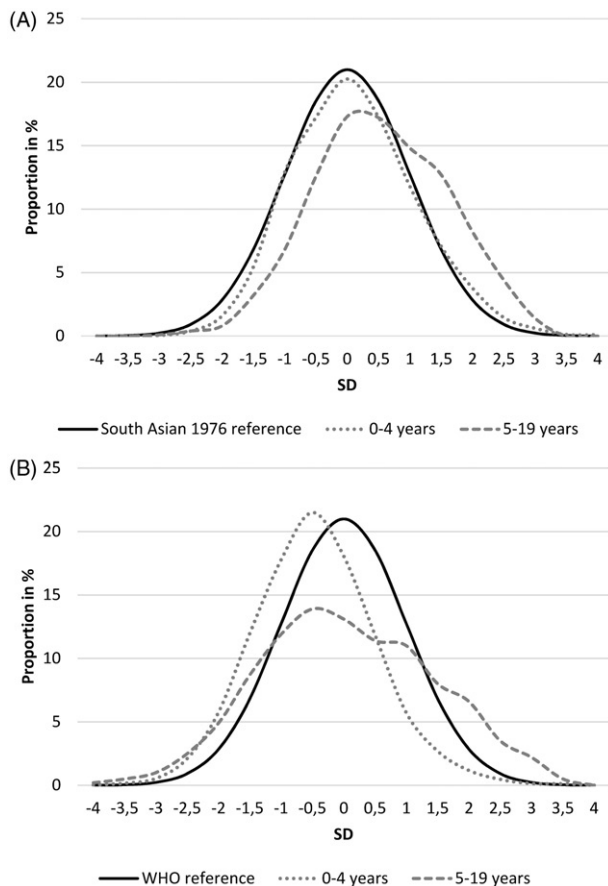 (A)
25
20
15
10
5
0
Proportion in %
-4 -3,5 -3 -2,5 -2 -1,5 -1 -0,5 0 0,5 1 1,5 2 2,5 3 3,5 4
SD
South Asian 1976 reference 0-4 years 5-19 years
(B)
25
20
15
10
5
0
Proportion in %
-4 -3,5 -3 -2,5 -2 -1,5 -1 -0,5 0 0,5 1 1,5 2 2,5 3 3,5 4
SD
WHO reference 0-4 years 5-19 years